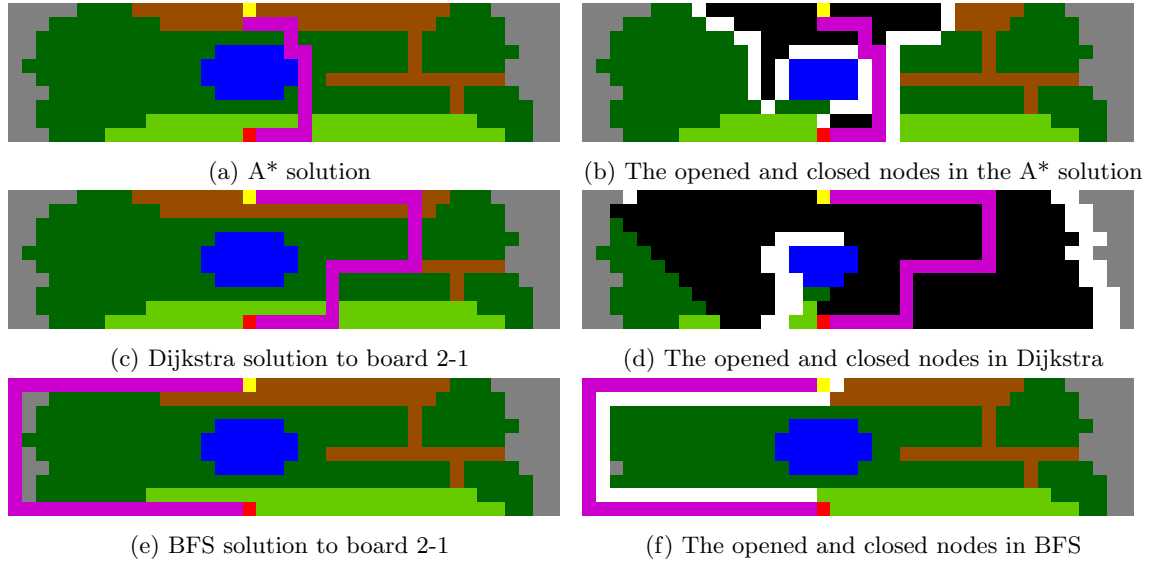 (a) A* solution
(b) The opened and closed nodes in the A* solution
(c) Dijkstra solution to board 2-1
(d) The opened and closed nodes in Dijkstra
(e) BFS solution to board 2-1
(f) The opened and closed nodes in BFS